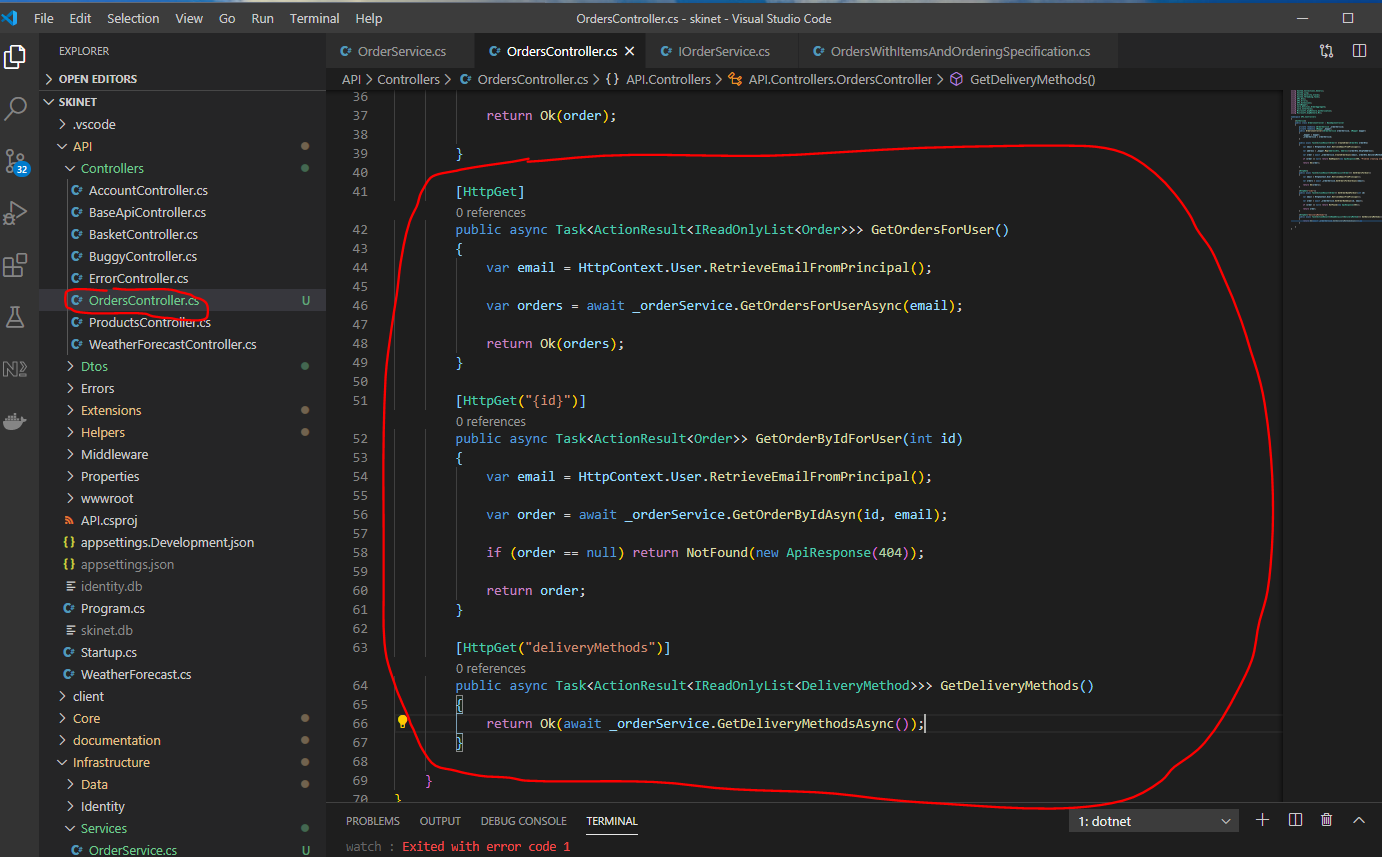 File Edit Selection View Go Run Terminal Help OrdersController.cs - skinet - Visual Studio Code
EXPLORER
OPEN EDITORS
SKINET
.vscode
API
Controllers
AccountController.cs
BaseApiController.cs
BasketController.cs
BuggyController.cs
ErrorController.cs
OrdersController.cs U
ProductsController.cs
WeatherForecastController.cs
Dtos
Errors
Extensions
Helpers
Middleware
Properties
wwwroot
API.csproj
appsettings.Development.json
appsettings.json
identity.db
Program.cs
skinet.db
Startup.cs
WeatherForecast.cs
client
Core
documentation
Infrastructure
Data
Identity
Services
OrderService.cs U
32
OrderService.cs OrdersController.cs IOrderService.cs OrdersWithItemsAndOrderingSpecification.cs
API > Controllers > OrdersController.cs > {} API.Controllers > API.Controllers.OrdersController > GetDeliveryMethods()
36
37 return Ok(order);
38
39 }
40
41 [HttpGet]
0 references
42 public async Task<ActionResult<IReadOnlyList<Order>>> GetOrdersForUser()
43 {
44 var email = HttpContext.User.RetrieveEmailFromPrincipal();
45
46 var orders = await _orderService.GetOrdersForUserAsync(email);
47
48 return Ok(orders);
49 }
50
51 [HttpGet("{id}")]
0 references
52 public async Task<ActionResult<Order>> GetOrderByIdForUser(int id)
53 {
54 var email = HttpContext.User.RetrieveEmailFromPrincipal();
55
56 var order = await _orderService.GetOrderByIdAsyn(id, email);
57
58 if (order == null) return NotFound(new ApiResponse(404));
59
60 return order;
61 }
62
63 [HttpGet("deliveryMethods")]
0 references
64 public async Task<ActionResult<IReadOnlyList<DeliveryMethod>>> GetDeliveryMethods()
65 {
66 return Ok(await _orderService.GetDeliveryMethodsAsync());
67 }
68
69 }
70 }
PROBLEMS OUTPUT DEBUG CONSOLE TERMINAL 1: dotnet
watch : Exited with error code 1